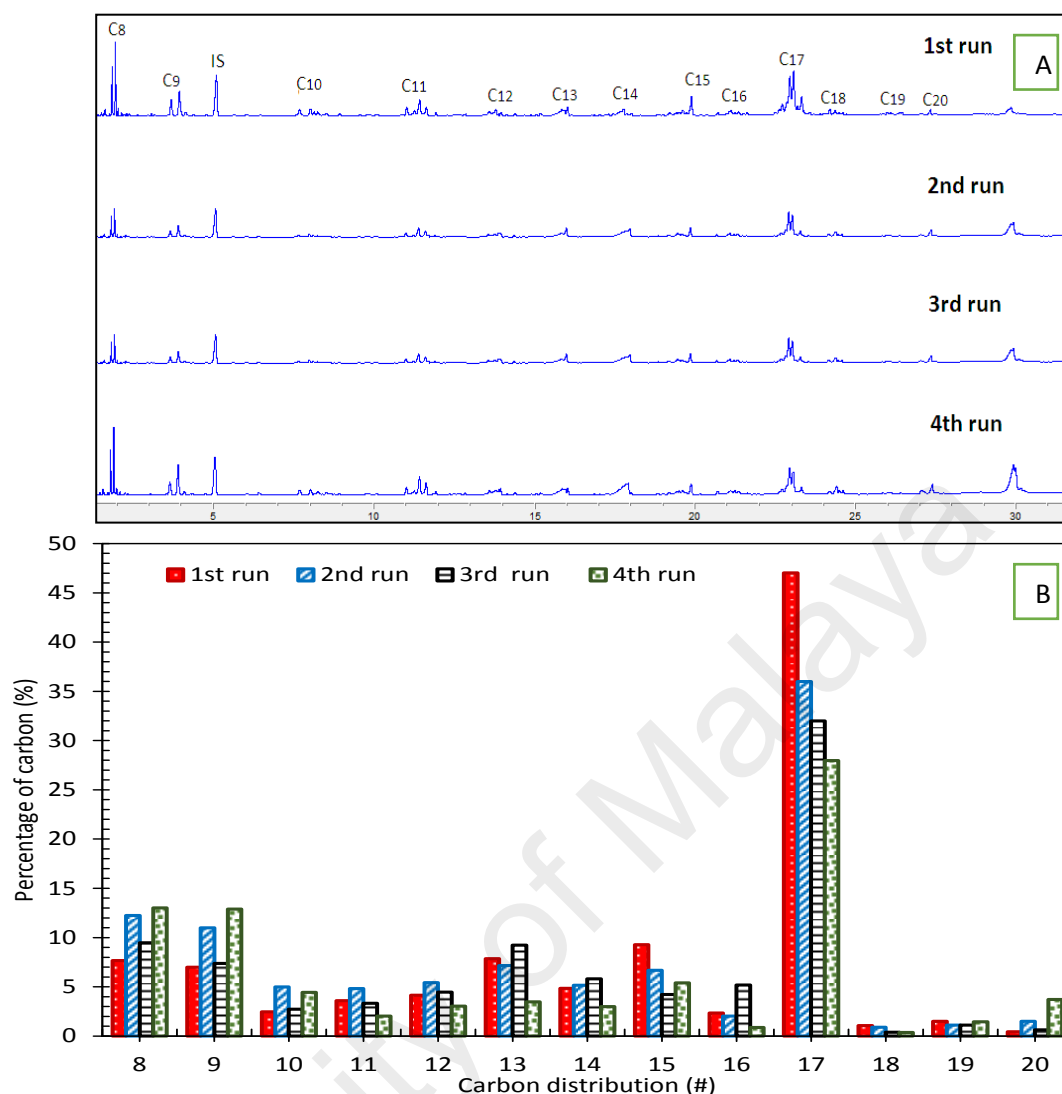 A
1st run
C8
C9
IS
C10
C11
C12
C13
C14
C15
C16
C17
C18
C19
C20
2nd run
3rd run
4th run
5
10
15
20
25
30
B
1st run
2nd run
3rd run
4th run
Percentage of carbon (%)
50
45
40
35
30
25
20
15
10
5
0
8 9 10 11 12 13 14 15 16 17 18 19 20
Carbon distribution (#)
ity of Malaya